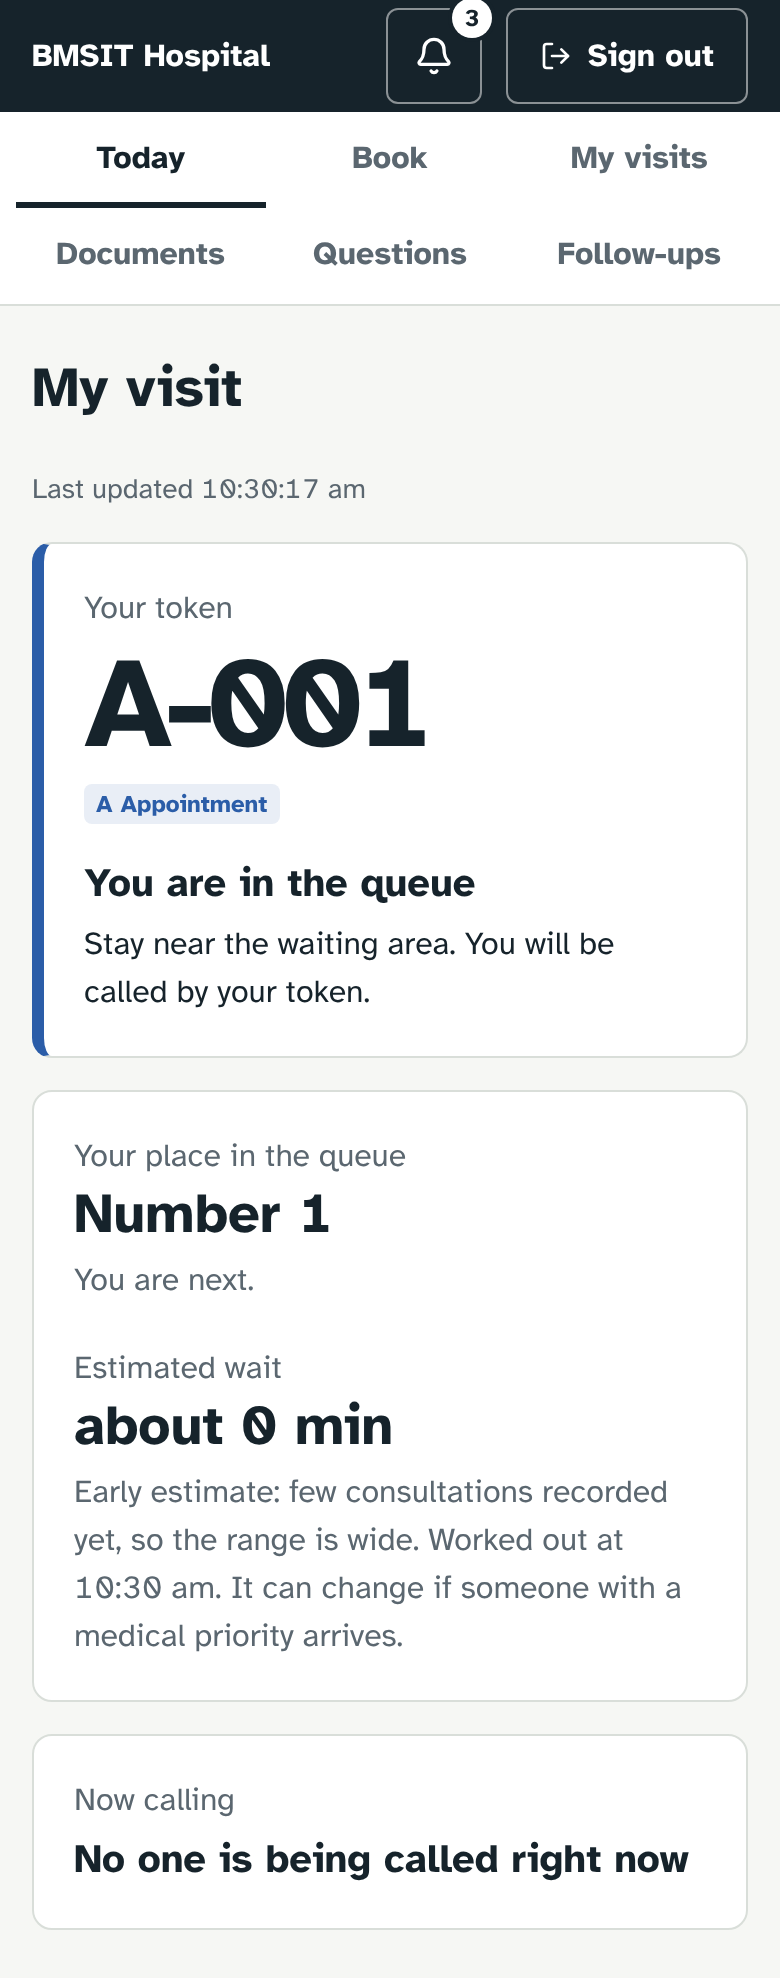 BMSIT Hospital
3
Sign out
Today
Book
My visits
Documents
Questions
Follow-ups
My visit
Last updated 10:30:17 am
Your token
A-001
A Appointment
You are in the queue
Stay near the waiting area. You will be
called by your token.
Your place in the queue
Number 1
You are next.
Estimated wait
about 0 min
Early estimate: few consultations recorded
yet, so the range is wide. Worked out at
10:30 am. It can change if someone with a
medical priority arrives.
Now calling
No one is being called right now